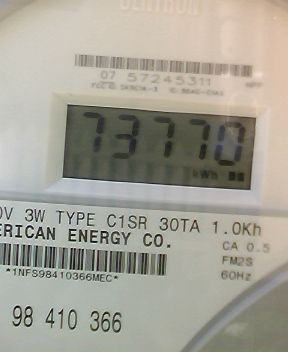 CENTRON
07 57245311
73770
kWh
0V 3W TYPE C1SR 30TA 1.0Kh
ERICAN ENERGY CO.
CA 0.5
FM2S
*1NFS98410366MEC*
60Hz
98 410 366